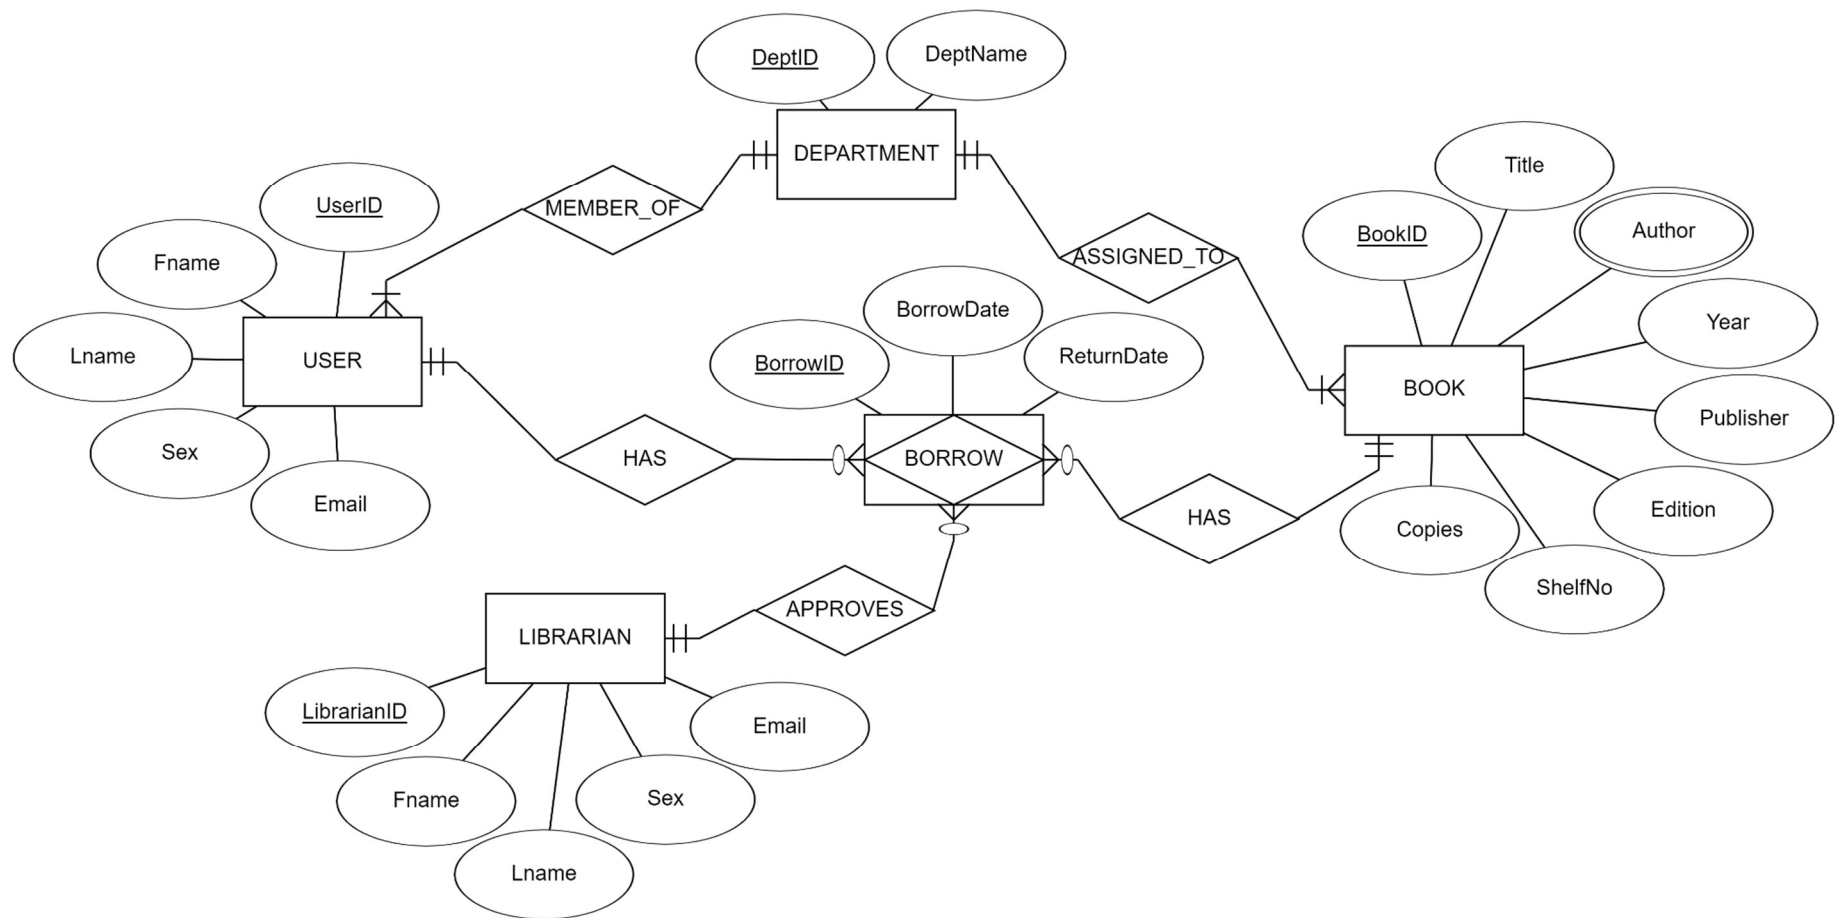 DeptID
DeptName
DEPARTMENT
MEMBER_OF
ASSIGNED_TO
UserID
Fname
Lname
Sex
Email
USER
HAS
BorrowID
BorrowDate
ReturnDate
BORROW
HAS
BookID
Title
Author
Year
Publisher
Edition
ShelfNo
Copies
BOOK
APPROVES
LIBRARIAN
LibrarianID
Fname
Lname
Sex
Email